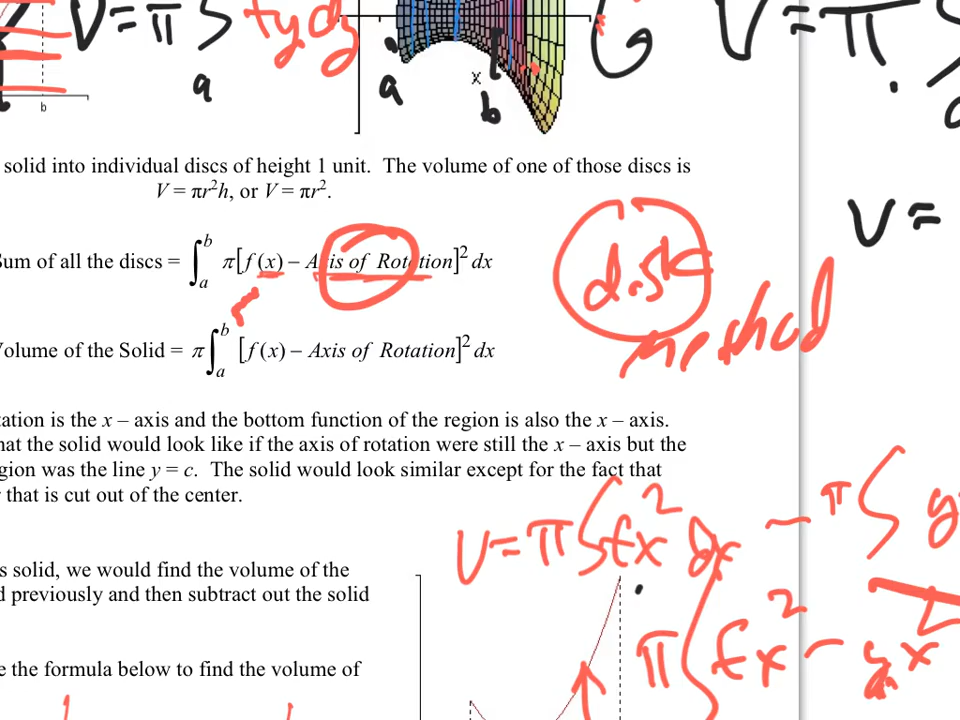 V = π ∫ fy dy
a
b
x
a
b
V = π
solid into individual discs of height 1 unit. The volume of one of those discs is
V = πr²h, or V = πr².
V =
Sum of all the discs = ∫ₐᵇ π[f(x) – Axis of Rotation]² dx
disk
method
Volume of the Solid = π ∫ₐᵇ [f(x) – Axis of Rotation]² dx
r
tation is the x – axis and the bottom function of the region is also the x – axis.
hat the solid would look like if the axis of rotation were still the x – axis but the
gion was the line y = c. The solid would look similar except for the fact that
that is cut out of the center.
V = π ∫ fx² dx – π ∫ g
s solid, we would find the volume of the
d previously and then subtract out the solid
π ∫ fx² – gx²
e the formula below to find the volume of